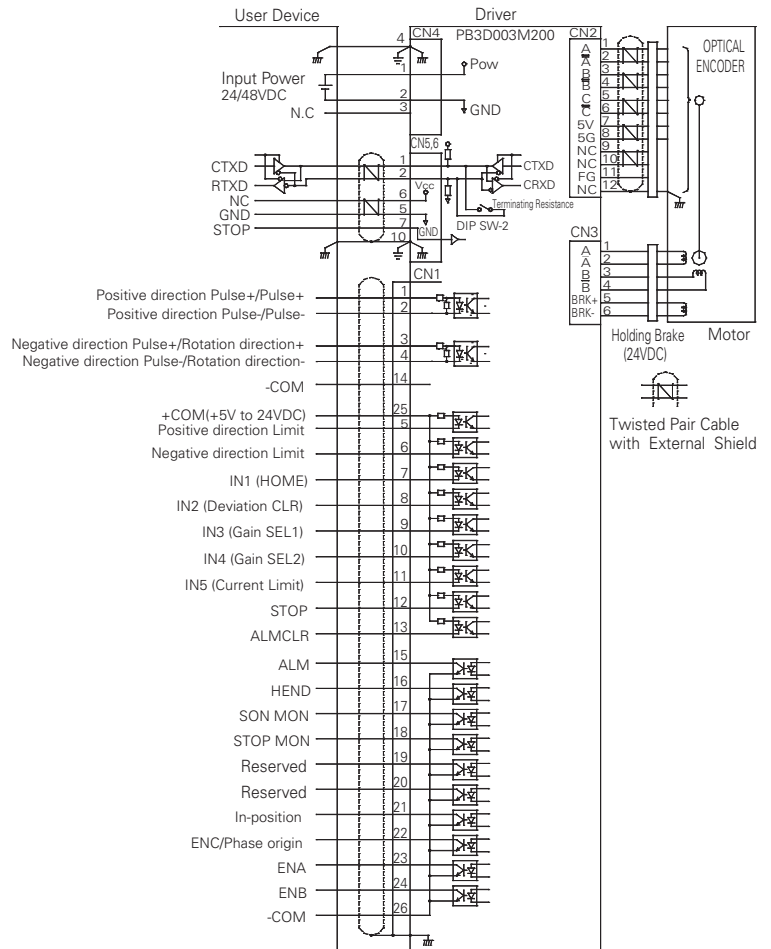 User Device
Driver
PB3D003M200
CN4
4
1
Pow
Input Power
24/48VDC
2
GND
3
N.C
CN5,6
CTXD
1
CTXD
RTXD
2
CRXD
NC
6
Vcc
GND
5
Terminating Resistance
STOP
7
GND
DIP SW-2
10
CN1
Positive direction Pulse+/Pulse+
1
Positive direction Pulse-/Pulse-
2
Negative direction Pulse+/Rotation direction+
3
Negative direction Pulse-/Rotation direction-
4
-COM
14
+COM(+5V to 24VDC)
25
Positive direction Limit
5
Negative direction Limit
6
IN1 (HOME)
7
IN2 (Deviation CLR)
8
IN3 (Gain SEL1)
9
IN4 (Gain SEL2)
10
IN5 (Current Limit)
11
STOP
12
ALMCLR
13
ALM
15
HEND
16
SON MON
17
STOP MON
18
Reserved
19
Reserved
20
In-position
21
ENC/Phase origin
22
ENA
23
ENB
24
-COM
26
CN2
A 1
A̅ 2
B 3
B̅ 4
C 5
C̅ 6
5V 7
5G 8
NC 9
NC 10
FG 11
NC 12
OPTICAL
ENCODER
CN3
A 1
A̅ 2
B 3
B̅ 4
BRK+ 5
BRK- 6
Holding Brake
(24VDC)
Motor
Twisted Pair Cable
with External Shield